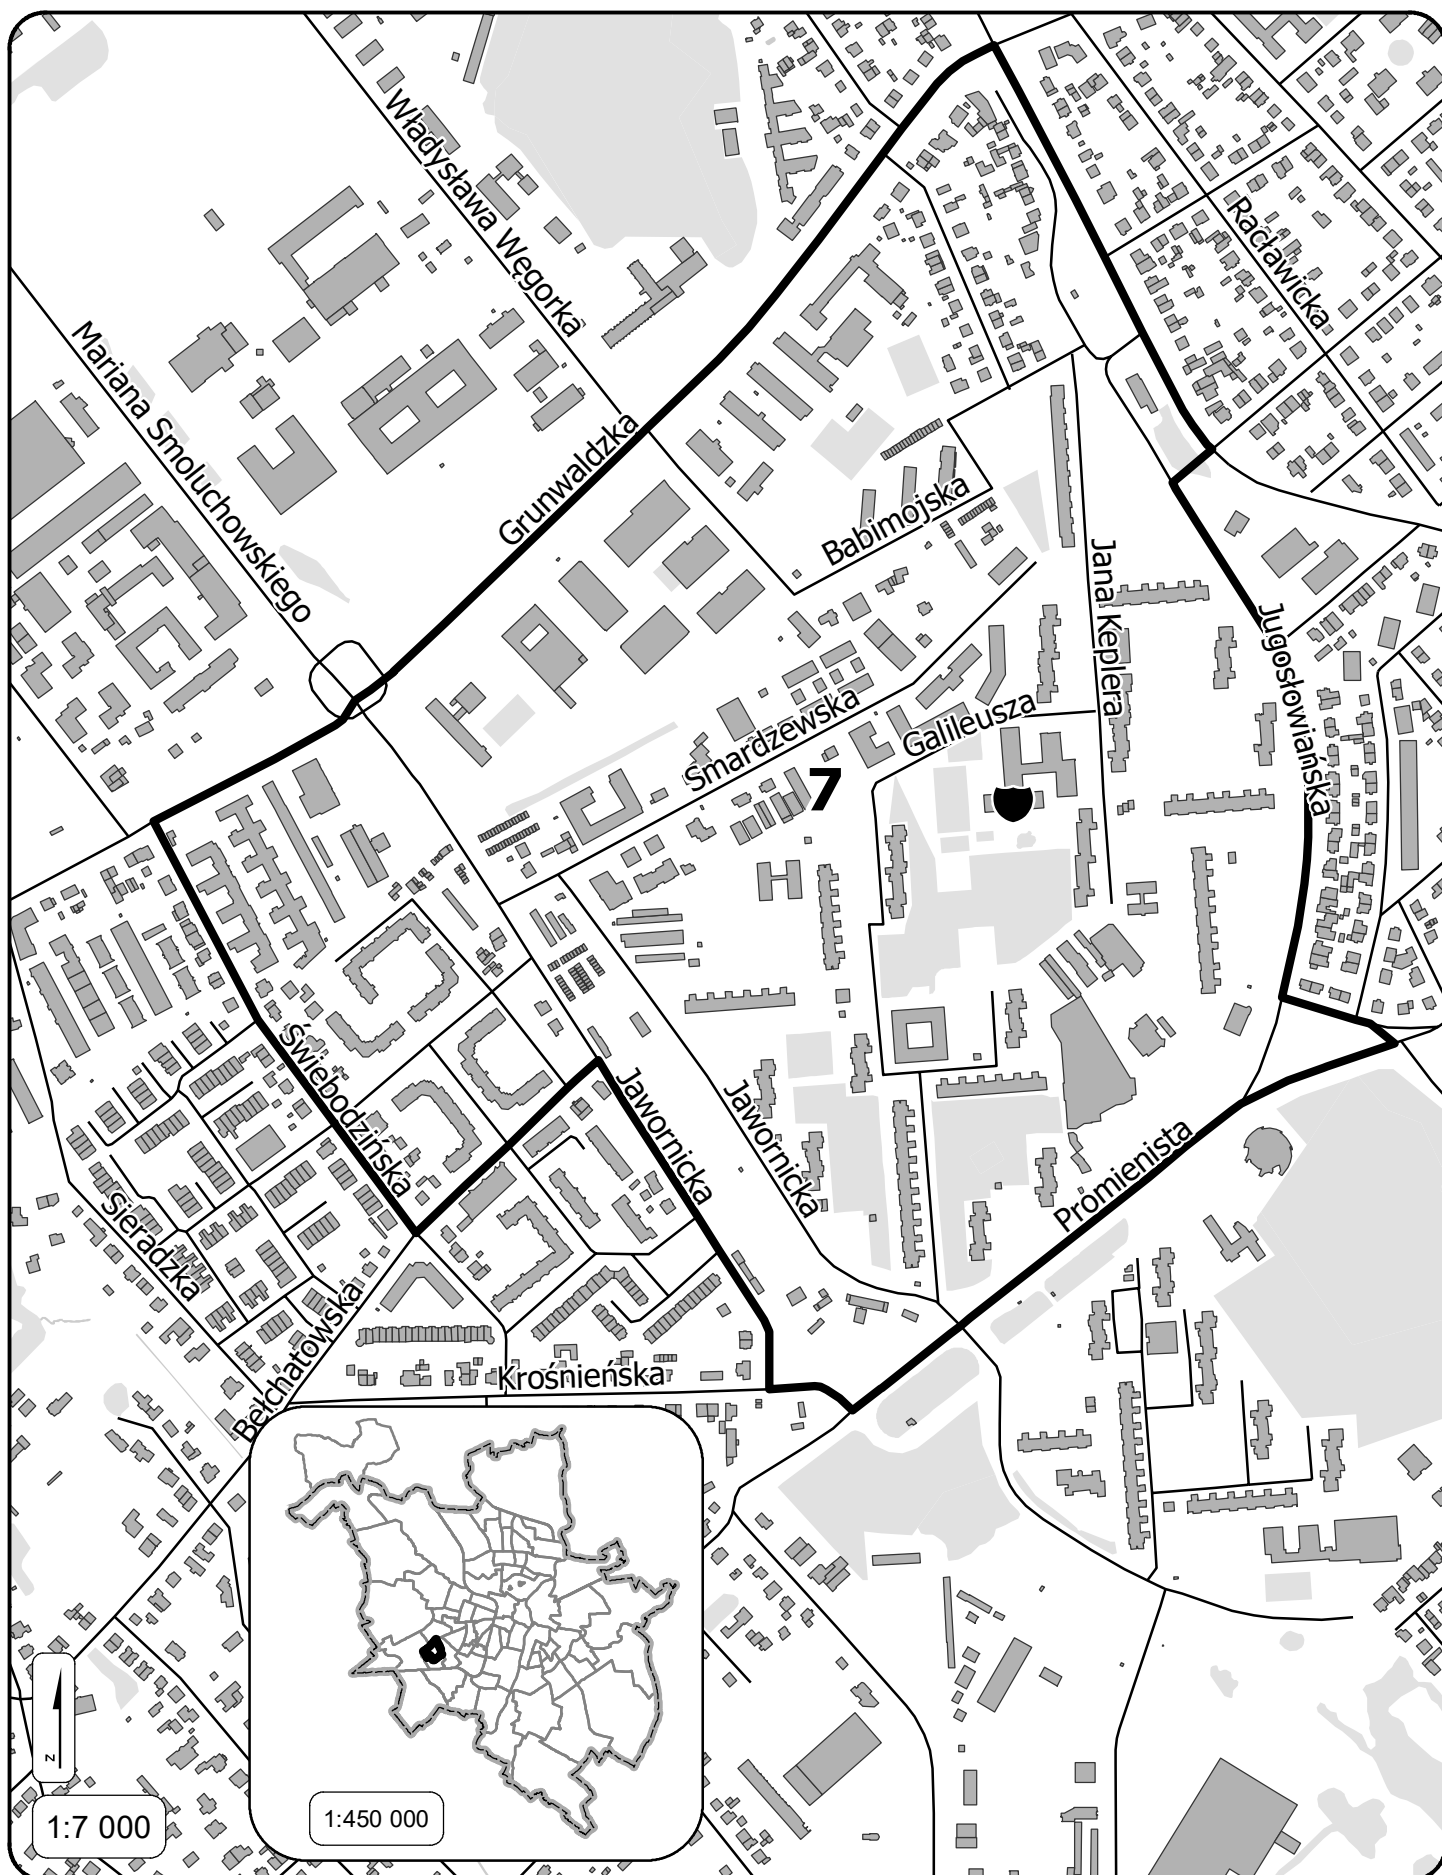 Władysława Węgorka
Racławicka
Mariana Smoluchowskiego
Grunwaldzka
Babimojska
Jana Keplera
Jugosłowiańska
Smardzewska
Galileusza
7
Świebodzińska
Jawornicka
Jawornicka
Promienista
Sieradzka
Bełchatowska
Krośnieńska
N
1:7 000
1:450 000